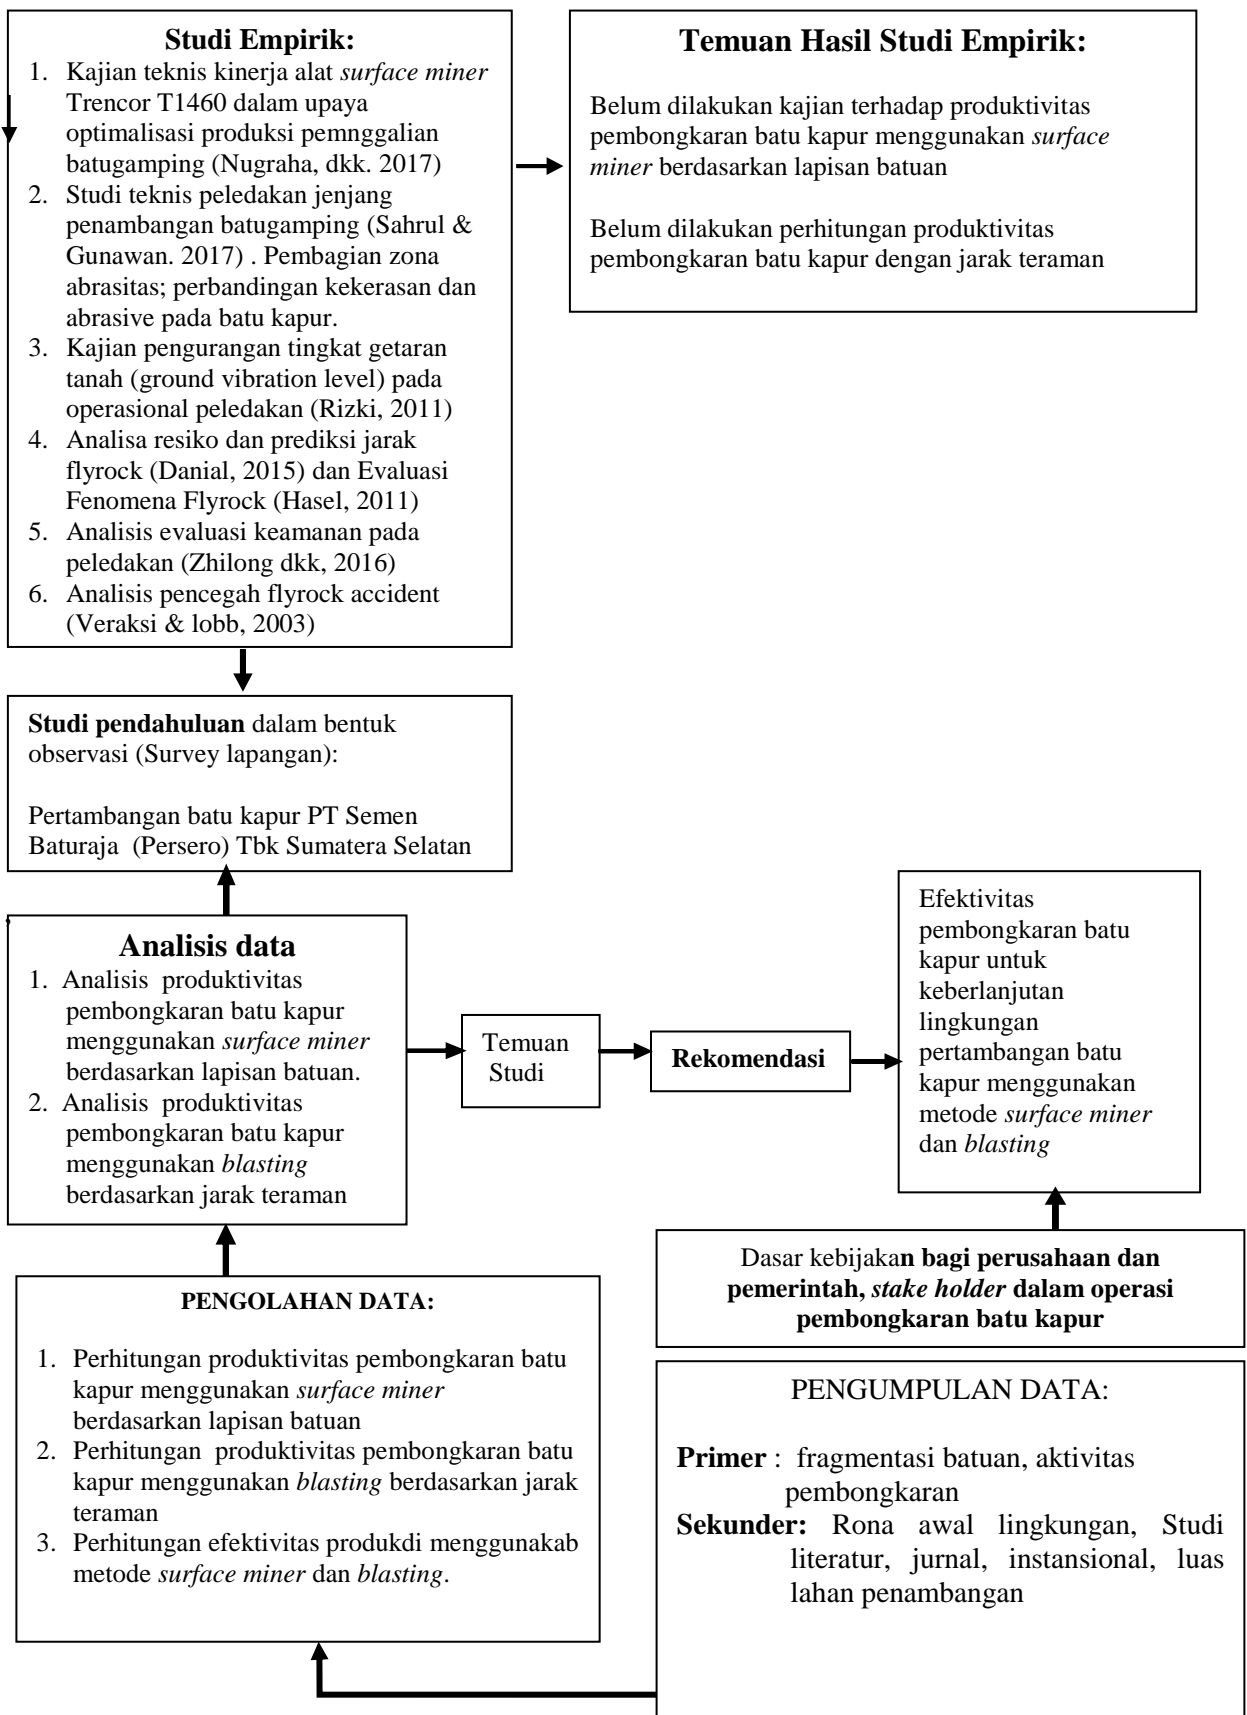 Studi Empirik:
1. Kajian teknis kinerja alat surface miner
Trencor T1460 dalam upaya
optimalisasi produksi pemnggalian
batugamping (Nugraha, dkk. 2017)
2. Studi teknis peledakan jenjang
penambangan batugamping (Sahrul &
Gunawan. 2017) . Pembagian zona
abrasitas; perbandingan kekerasan dan
abrasive pada batu kapur.
3. Kajian pengurangan tingkat getaran
tanah (ground vibration level) pada
operasional peledakan (Rizki, 2011)
4. Analisa resiko dan prediksi jarak
flyrock (Danial, 2015) dan Evaluasi
Fenomena Flyrock (Hasel, 2011)
5. Analisis evaluasi keamanan pada
peledakan (Zhilong dkk, 2016)
6. Analisis pencegah flyrock accident
(Veraksi & lobb, 2003)
Temuan Hasil Studi Empirik:
Belum dilakukan kajian terhadap produktivitas
pembongkaran batu kapur menggunakan surface
miner berdasarkan lapisan batuan
Belum dilakukan perhitungan produktivitas
pembongkaran batu kapur dengan jarak teraman
Studi pendahuluan dalam bentuk
observasi (Survey lapangan):
Pertambangan batu kapur PT Semen
Baturaja (Persero) Tbk Sumatera Selatan
Analisis data
1. Analisis produktivitas
pembongkaran batu kapur
menggunakan surface miner
berdasarkan lapisan batuan.
2. Analisis produktivitas
pembongkaran batu kapur
menggunakan blasting
berdasarkan jarak teraman
Temuan
Studi
Rekomendasi
Efektivitas
pembongkaran batu
kapur untuk
keberlanjutan
lingkungan
pertambangan batu
kapur menggunakan
metode surface miner
dan blasting
Dasar kebijakan bagi perusahaan dan
pemerintah, stake holder dalam operasi
pembongkaran batu kapur
PENGOLAHAN DATA:
1. Perhitungan produktivitas pembongkaran batu
kapur menggunakan surface miner
berdasarkan lapisan batuan
2. Perhitungan produktivitas pembongkaran batu
kapur menggunakan blasting berdasarkan jarak
teraman
3. Perhitungan efektivitas produkdi menggunakab
metode surface miner dan blasting.
PENGUMPULAN DATA:
Primer : fragmentasi batuan, aktivitas
pembongkaran
Sekunder: Rona awal lingkungan, Studi
literatur, jurnal, instansional, luas
lahan penambangan